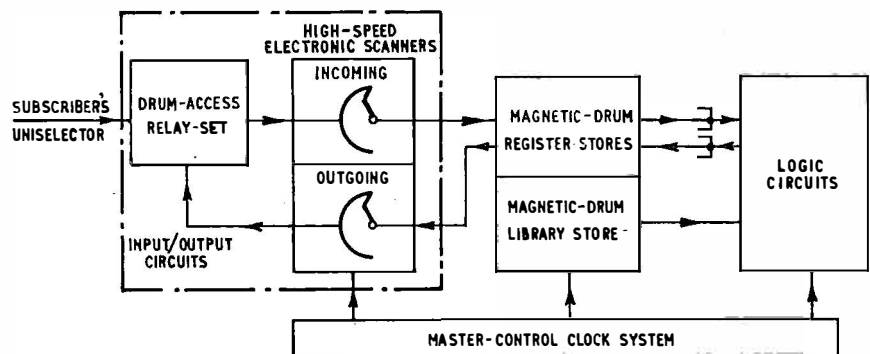 HIGH-SPEED
ELECTRONIC SCANNERS
INCOMING
SUBSCRIBER'S
UNISELECTOR
DRUM-ACCESS
RELAY-SET
OUTGOING
INPUT/OUTPUT
CIRCUITS
MAGNETIC-DRUM
REGISTER STORES
MAGNETIC-DRUM
LIBRARY STORE
LOGIC
CIRCUITS
MASTER-CONTROL CLOCK SYSTEM